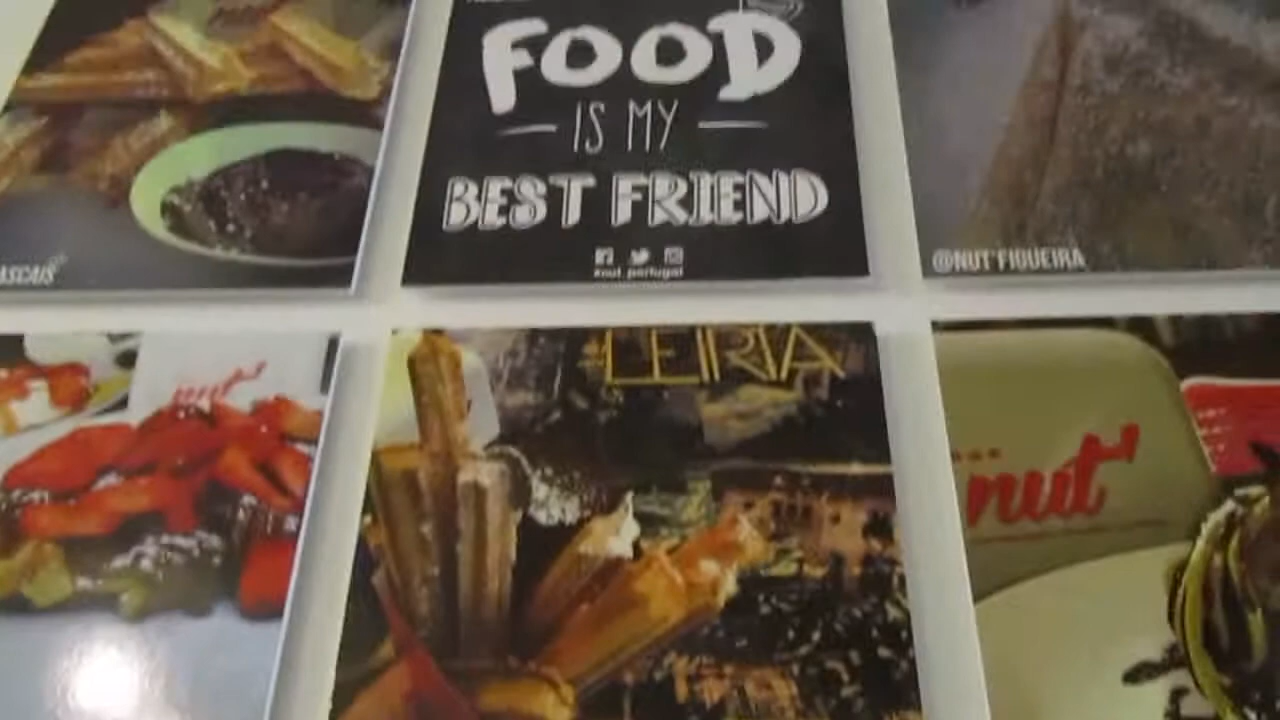 FOOD
IS MY
BEST FRIEND
#nut_portugal
@NUT'FIGUEIRA
nut'
#LEIRIA
nut'